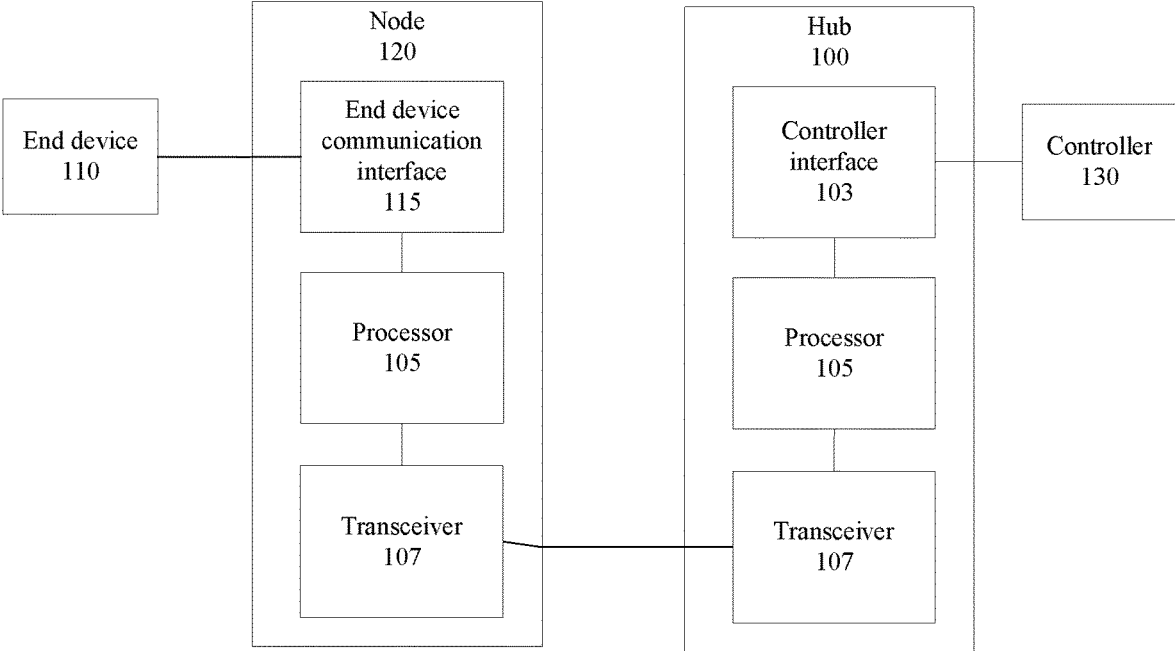 Node
120
Hub
100
End device
110
End device
communication
interface
115
Controller
interface
103
Controller
130
Processor
105
Processor
105
Transceiver
107
Transceiver
107